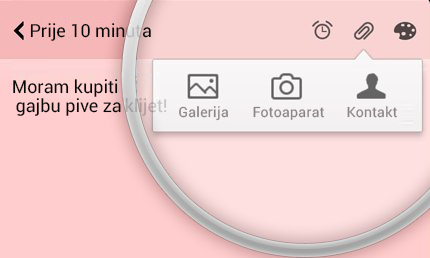 Prije 10 minuta
Galerija
Fotoaparat
Kontakt
Moram kupiti
gajbu pive za klijet!